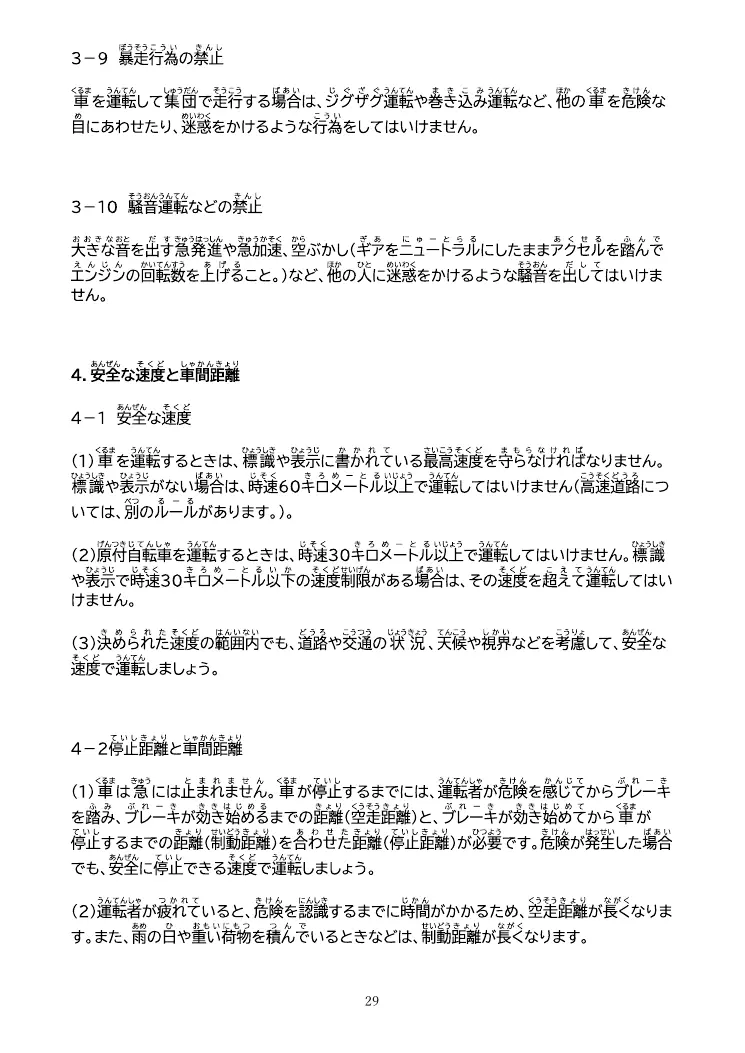 3－9 暴走行為の禁止
車を運転して集団で走行する場合は、ジグザグ運転や巻き込み運転など、他の車を危険な
目にあわせたり、迷惑をかけるような行為をしてはいけません。
3－10 騒音運転などの禁止
大きな音を出す急発進や急加速、空ぶかし（ギアをニュートラルにしたままアクセルを踏んで
エンジンの回転数を上げること。）など、他の人に迷惑をかけるような騒音を出してはいけま
せん。
4．安全な速度と車間距離
4－1 安全な速度
（1）車を運転するときは、標識や表示に書かれている最高速度を守らなければなりません。
標識や表示がない場合は、時速60キロメートル以上で運転してはいけません（高速道路につ
いては、別のルールがあります。）。
（2）原付自転車を運転するときは、時速30キロメートル以上で運転してはいけません。標識
や表示で時速30キロメートル以下の速度制限がある場合は、その速度を超えて運転してはい
けません。
（3）決められた速度の範囲内でも、道路や交通の状況、天候や視界などを考慮して、安全な
速度で運転しましょう。
4－2停止距離と車間距離
（1）車は急には止まれません。車が停止するまでには、運転者が危険を感じてからブレーキ
を踏み、ブレーキが効き始めるまでの距離（空走距離）と、ブレーキが効き始めてから車が
停止するまでの距離（制動距離）を合わせた距離（停止距離）が必要です。危険が発生した場合
でも、安全に停止できる速度で運転しましょう。
（2）運転者が疲れていると、危険を認識するまでに時間がかかるため、空走距離が長くなりま
す。また、雨の日や重い荷物を積んでいるときなどは、制動距離が長くなります。
29